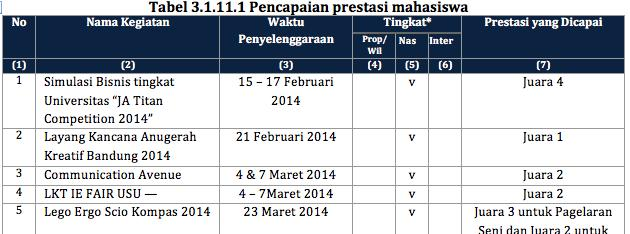 Tabel 3.1.11.1 Pencapaian prestasi mahasiswa
No Nama Kegiatan Waktu Penyelenggaraan Tingkat* Prestasi yang Dicapai
Prop/Wil Nas Inter
(1) (2) (3) (4) (5) (6) (7)
1 Simulasi Bisnis tingkat 15 – 17 Februari v Juara 4
Universitas “JA Titan 2014
Competition 2014”
2 Layang Kancana Anugerah 21 Februari 2014 v Juara 1
Kreatif Bandung 2014
3 Communication Avenue 4 & 7 Maret 2014 v Juara 2
4 LKT IE FAIR USU — 4 – 7Maret 2014 v Juara 2
5 Lego Ergo Scio Kompas 2014 23 Maret 2014 v Juara 3 untuk Pagelaran
Seni dan Juara 2 untuk